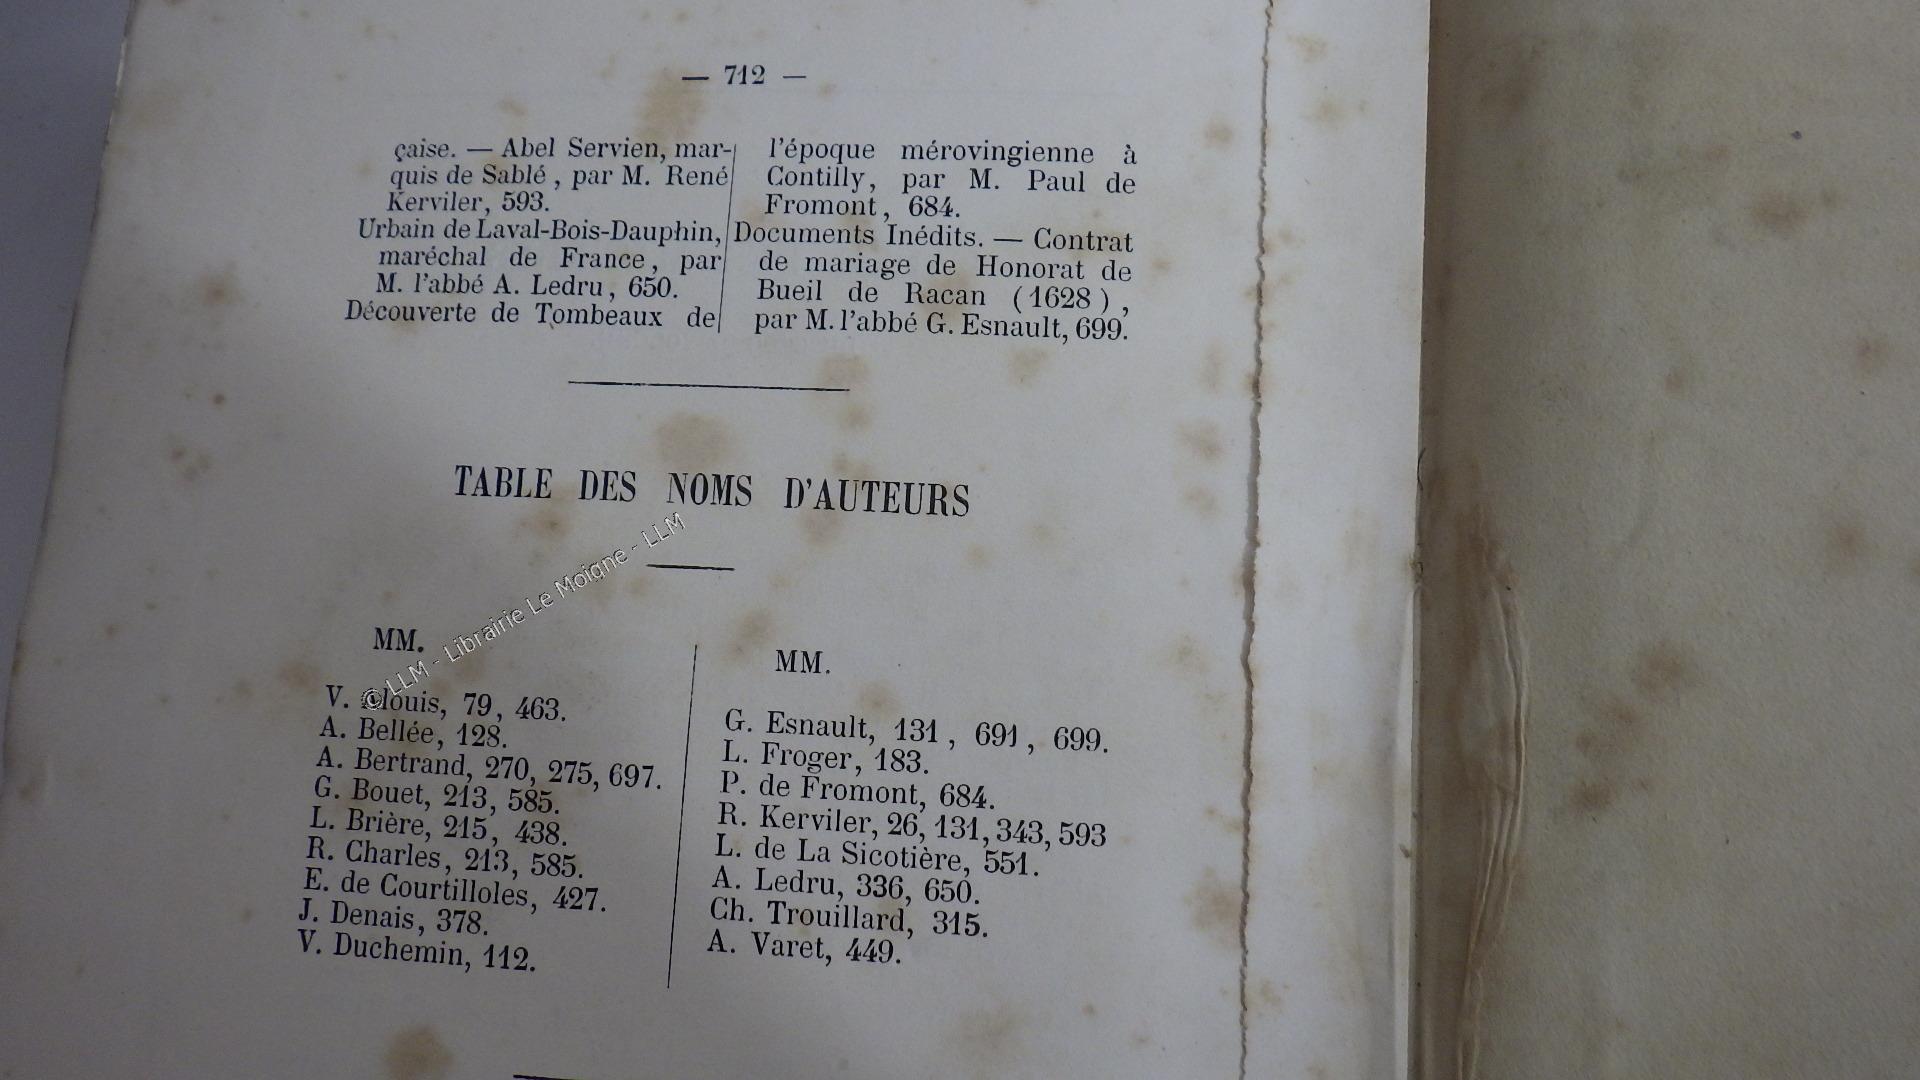 — 712 —
çaise. — Abel Servien, mar-
quis de Sablé, par M. René
Kerviler, 593.
Urbain de Laval-Bois-Dauphin,
maréchal de France, par
M. l'abbé A. Ledru, 650.
Découverte de Tombeaux de
l'époque mérovingienne à
Contilly, par M. Paul de
Fromont, 684.
Documents Inédits. — Contrat
de mariage de Honorat de
Bueil de Racan (1628),
par M. l'abbé G. Esnault, 699.
TABLE DES NOMS D'AUTEURS
© LLM - Librairie Le Moigne - LLM
MM.
V. Alouis, 79, 463.
A. Bellée, 128.
A. Bertrand, 270, 275, 697.
G. Bouet, 213, 585.
L. Brière, 215, 438.
R. Charles, 213, 585.
E. de Courtilloles, 427.
J. Denais, 378.
V. Duchemin, 112.
MM.
G. Esnault, 131, 691, 699.
L. Froger, 183.
P. de Fromont, 684.
R. Kerviler, 26, 131, 343, 593
L. de La Sicotière, 551.
A. Ledru, 336, 650.
Ch. Trouillard, 315.
A. Varet, 449.